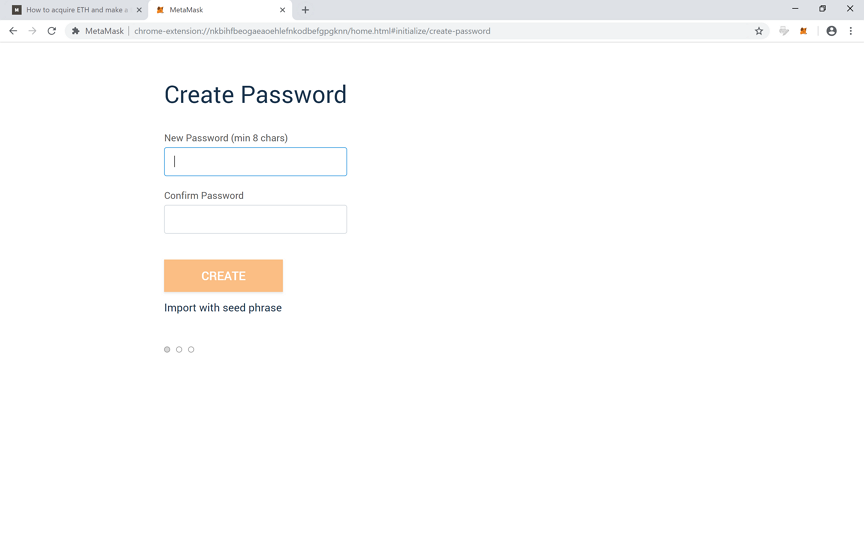 How to acquire ETH and make a
MetaMask
MetaMask
chrome-extension://nkbihfbeogaeaoehlefnkodbefgpgknn/home.html#initialize/create-password
Create Password
New Password (min 8 chars)
Confirm Password
CREATE
Import with seed phrase